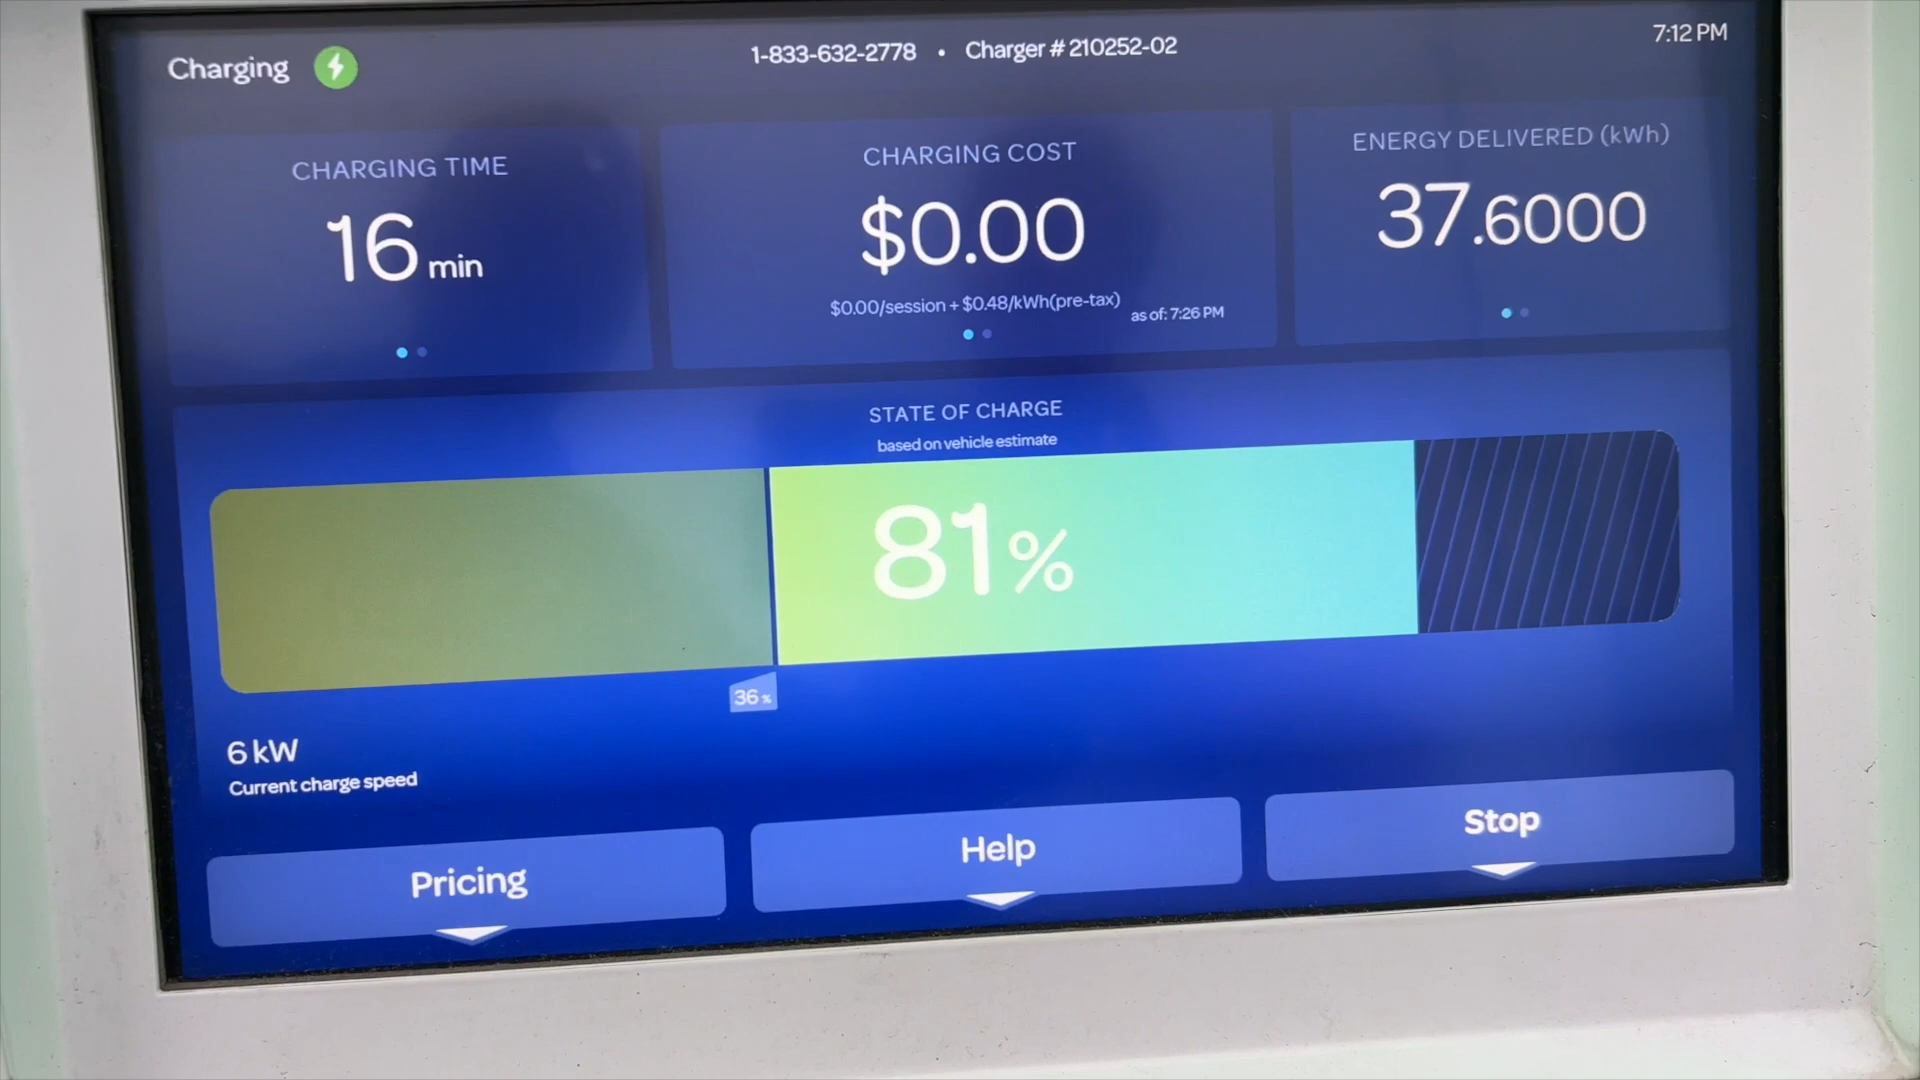 Charging
1-833-632-2778 • Charger # 210252-02
7:12 PM
CHARGING TIME
16 min
CHARGING COST
$0.00
$0.00/session + $0.48/kWh(pre-tax)
as of: 7:26 PM
ENERGY DELIVERED (kWh)
37.6000
STATE OF CHARGE
based on vehicle estimate
81%
36%
6 kW
Current charge speed
Pricing
Help
Stop